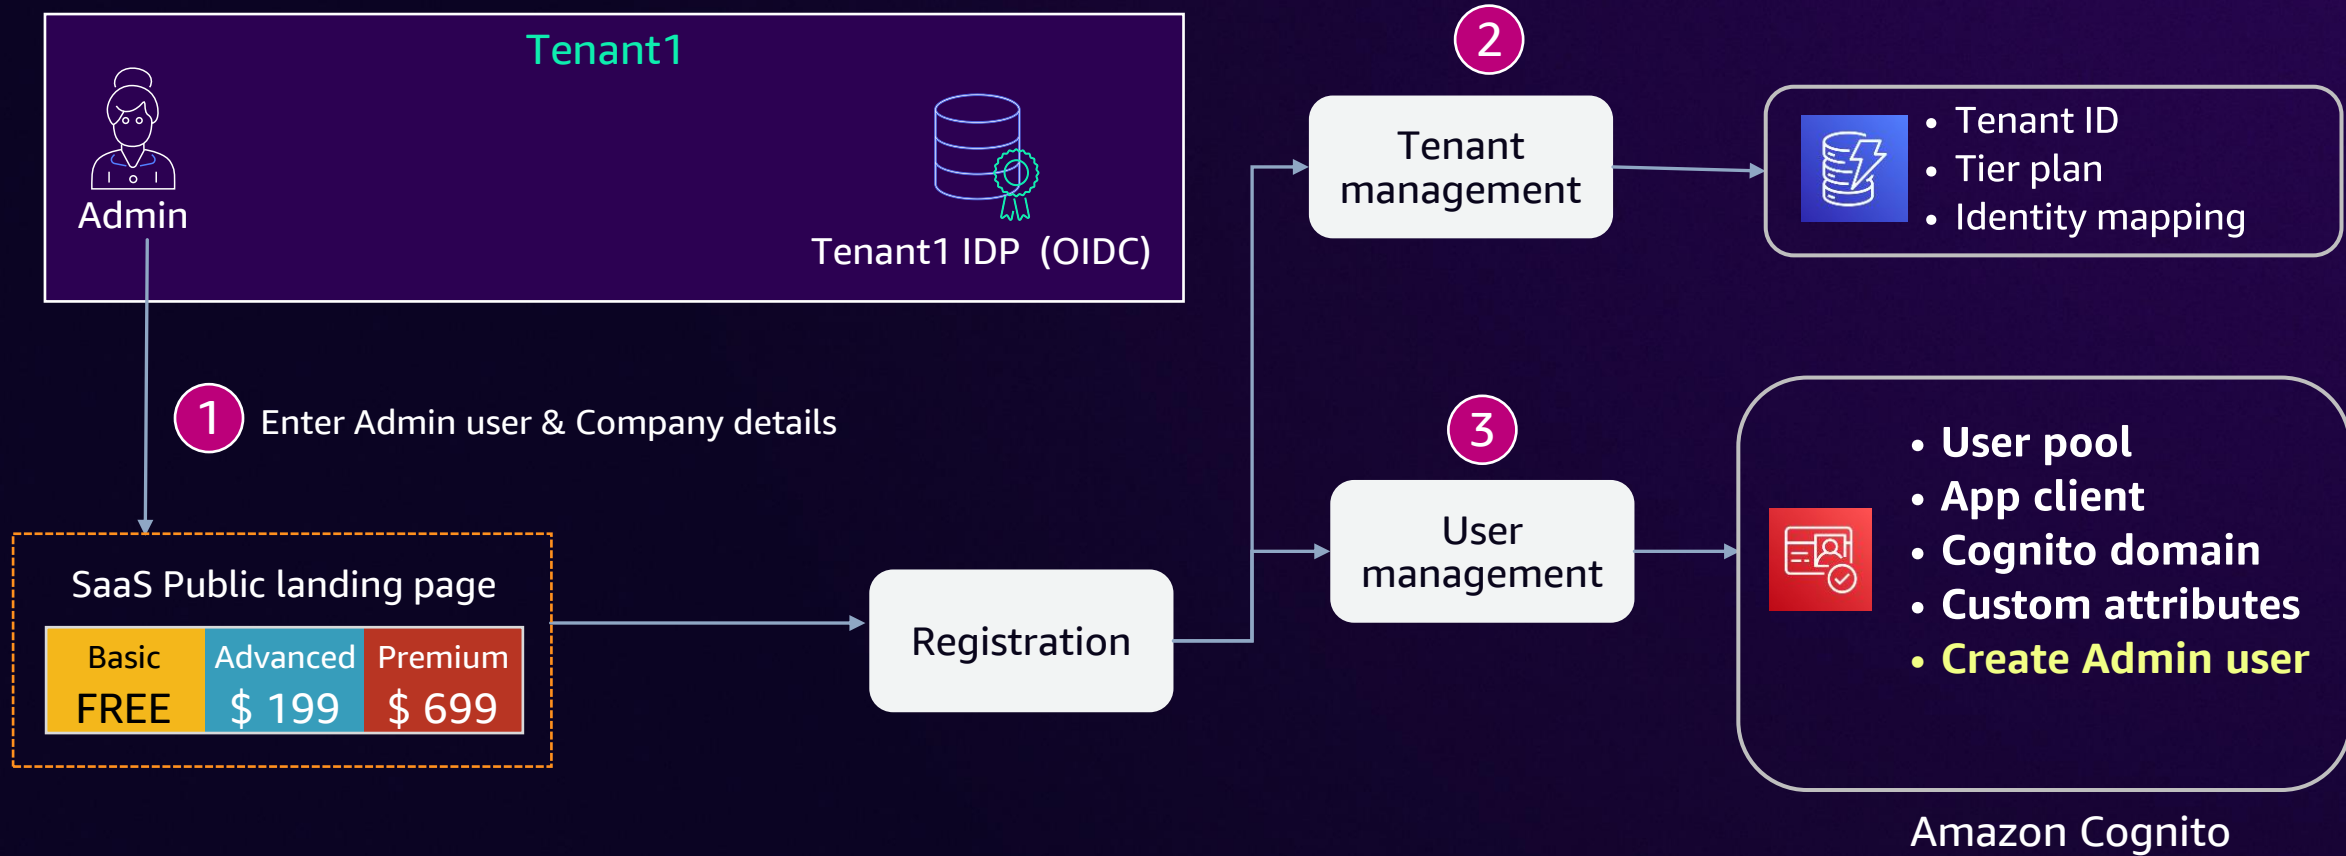 Tenant1
Admin
Tenant1 IDP (OIDC)
1
Enter Admin user & Company details
SaaS Public landing page
Basic
FREE
Advanced
$ 199
Premium
$ 699
Registration
2
Tenant
management
• Tenant ID
• Tier plan
• Identity mapping
3
User
management
• User pool
• App client
• Cognito domain
• Custom attributes
• Create Admin user
Amazon Cognito